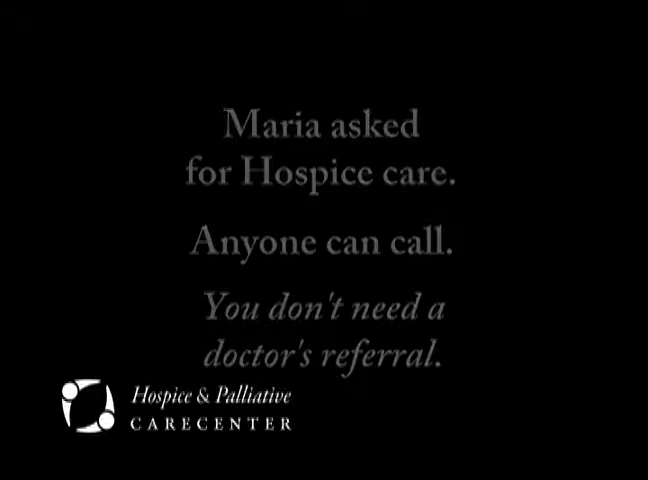 Maria asked
for Hospice care.
Anyone can call.
You don't need a
doctor's referral.
Hospice & Palliative
CARECENTER